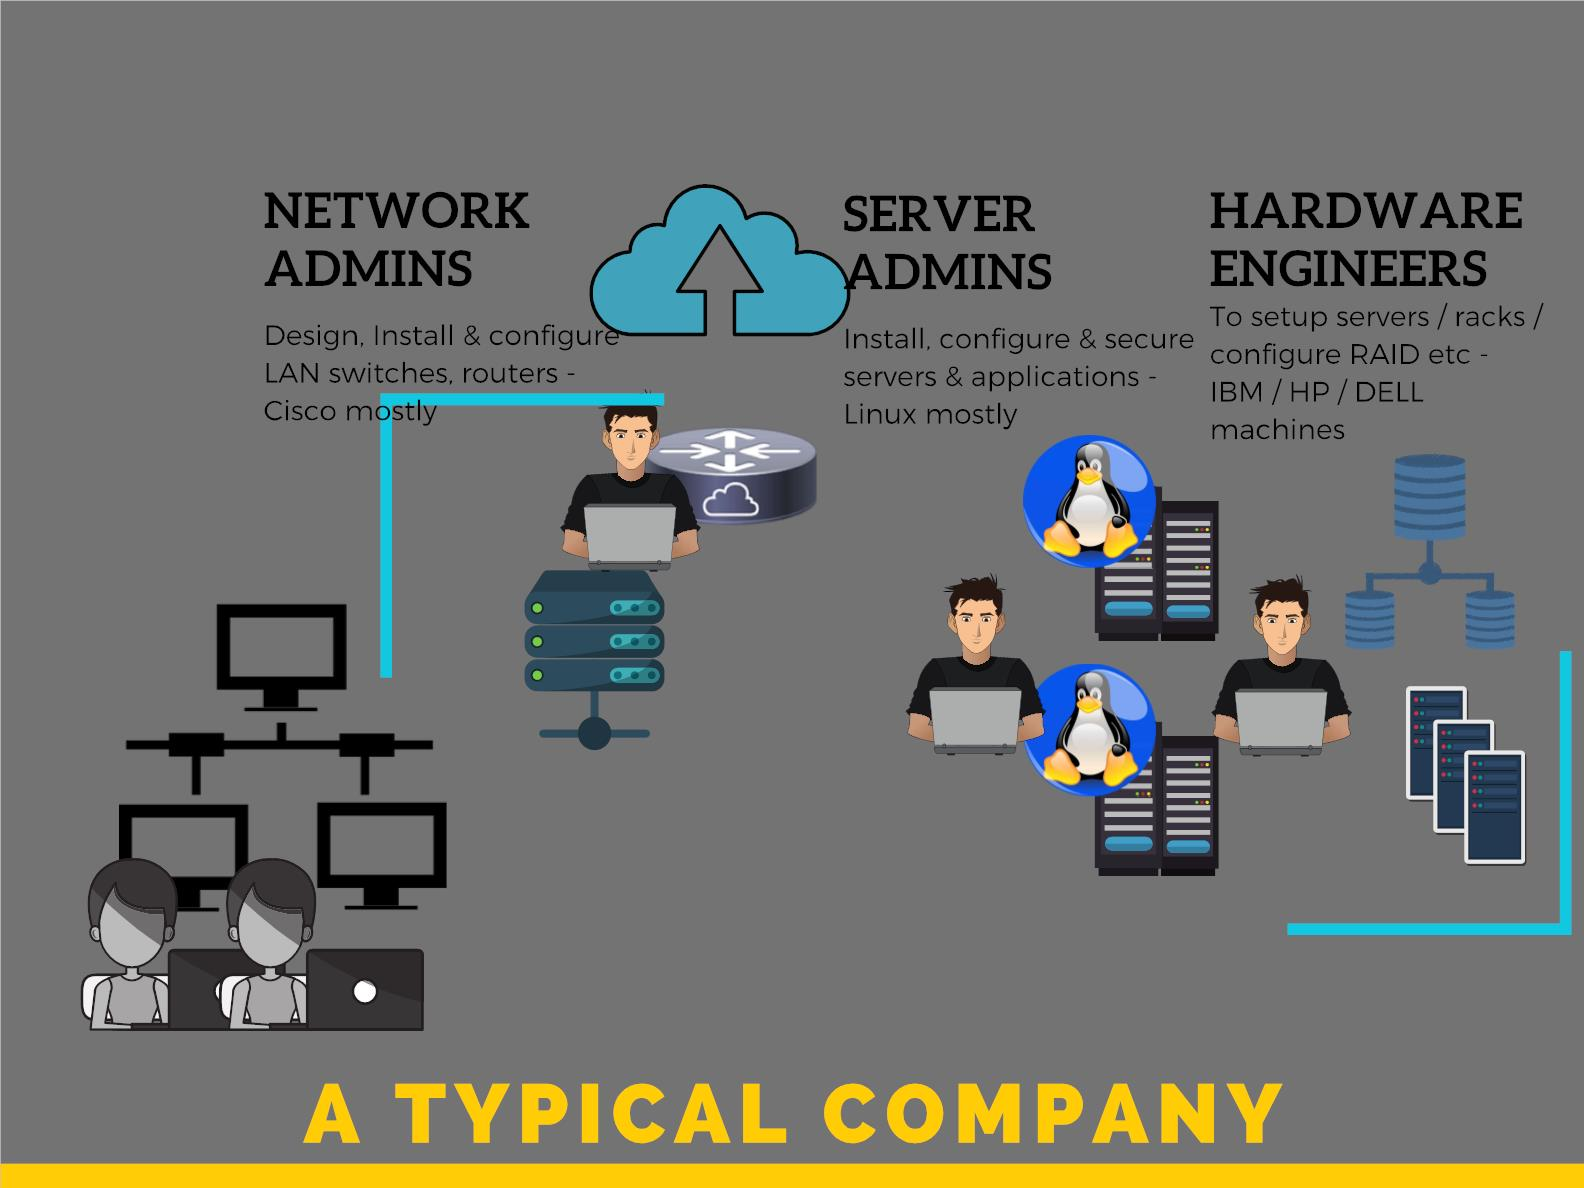 NETWORK
ADMINS
Design, Install & configure
LAN switches, routers -
Cisco mostly
SERVER
ADMINS
Install, configure & secure
servers & applications -
Linux mostly
HARDWARE
ENGINEERS
To setup servers / racks /
configure RAID etc -
IBM / HP / DELL
machines
A TYPICAL COMPANY